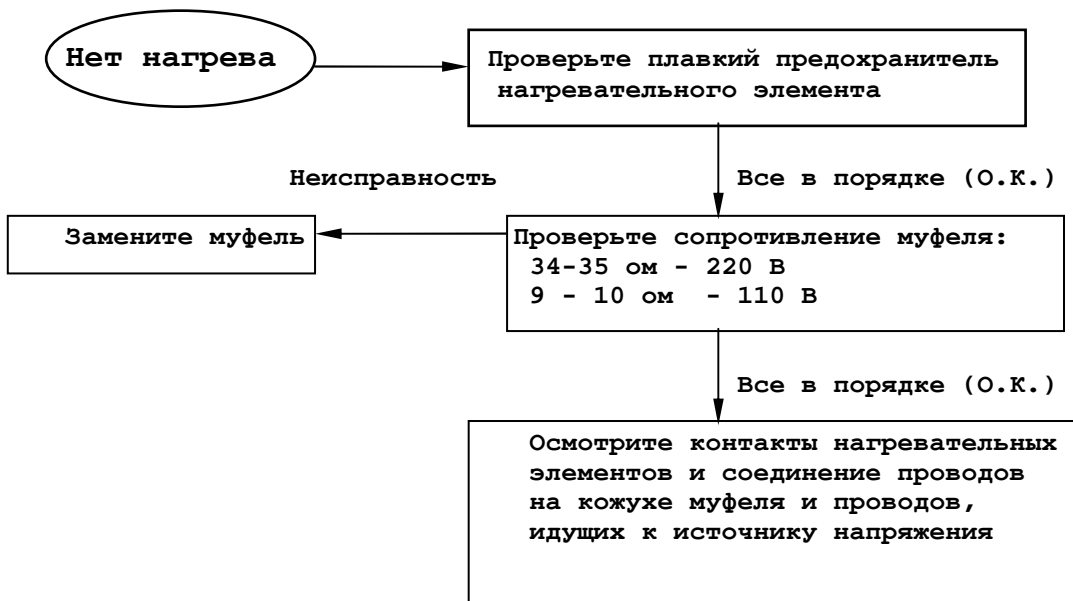 Нет нагрева
Проверьте плавкий предохранитель
нагревательного элемента
Неисправность
Все в порядке (О.К.)
Замените муфель
Проверьте сопротивление муфеля:
34-35 ом - 220 В
9 - 10 ом - 110 В
Все в порядке (О.К.)
Осмотрите контакты нагревательных
элементов и соединение проводов
на кожухе муфеля и проводов,
идущих к источнику напряжения